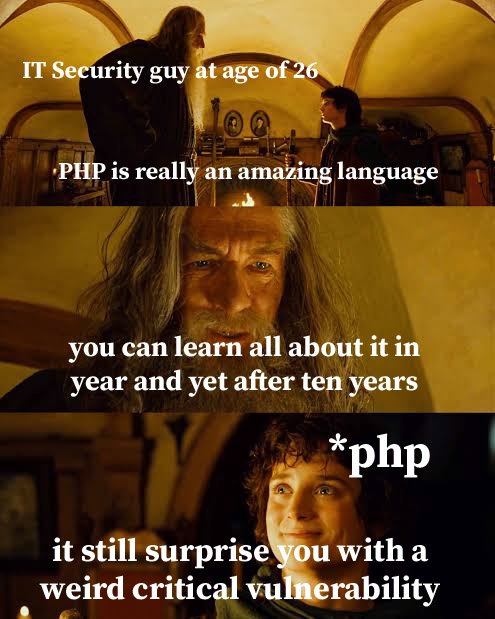 IT Security guy at age of 26
PHP is really an amazing language
you can learn all about it in
year and yet after ten years
*php
it still surprise you with a
weird critical vulnerability